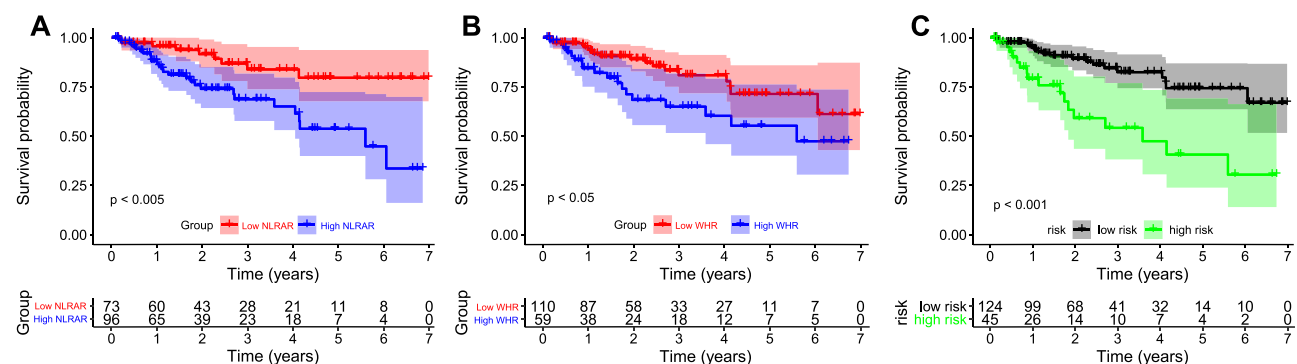 A
Survival probability
1.00
0.75
0.50
0.25
0.00
p < 0.005
Group Low NLRAR High NLRAR
0 1 2 3 4 5 6 7
Time (years)
Group
Low NLRAR 73 60 43 28 21 11 8 0
High NLRAR 96 65 39 23 18 7 4 0
0 1 2 3 4 5 6 7
Time (years)
B
Survival probability
1.00
0.75
0.50
0.25
0.00
p < 0.05
Group Low WHR High WHR
0 1 2 3 4 5 6 7
Time (years)
Group
Low WHR 110 87 58 33 27 11 7 0
High WHR 59 38 24 18 12 7 5 0
0 1 2 3 4 5 6 7
Time (years)
C
Survival probability
1.00
0.75
0.50
0.25
0.00
p < 0.001
risk low risk high risk
0 1 2 3 4 5 6 7
Time (years)
risk
low risk 124 99 68 41 32 14 10 0
high risk 45 26 14 10 7 4 2 0
0 1 2 3 4 5 6 7
Time (years)